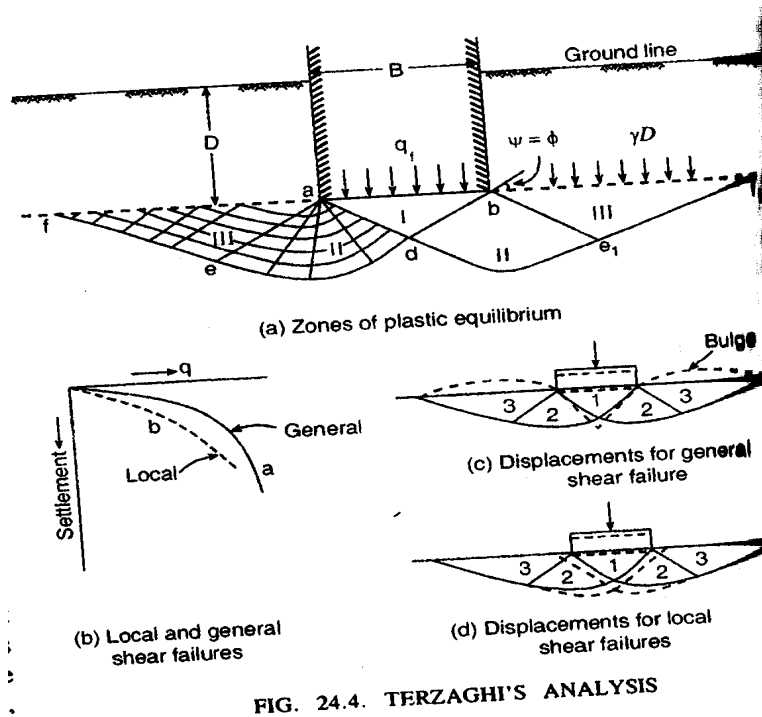 Ground line
B
D
q_f
ψ = ϕ
γD
a
b
I
III
f
III
II
d
II
e
e₁
(a) Zones of plastic equilibrium
q
Settlement
b
General
Local
a
(b) Local and general
shear failures
Bulge
3 2 1 2 3
(c) Displacements for general
shear failure
3 2 1 2 3
(d) Displacements for local
shear failures
FIG. 24.4. TERZAGHI'S ANALYSIS